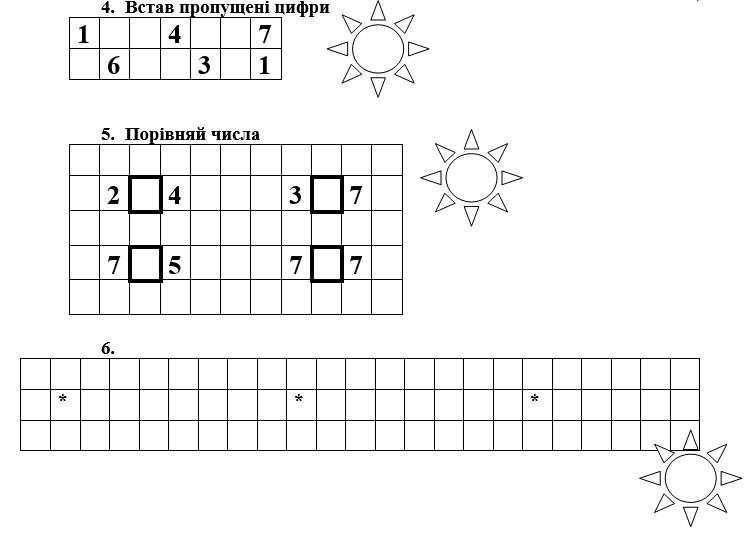 4. Встав пропущені цифри
1 4 7
6 3 1
5. Порівняй числа
2 4 3 7
7 5 7 7
6.
* * *